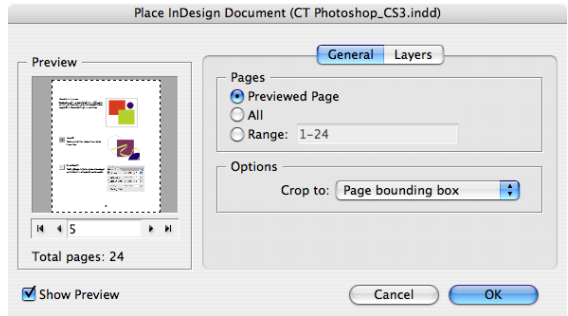 Place InDesign Document (CT Photoshop_CS3.indd)
General
Layers
Preview
Pages
Previewed Page
All
Range: 1-24
Options
Crop to: Page bounding box
5
Total pages: 24
Show Preview
Cancel
OK